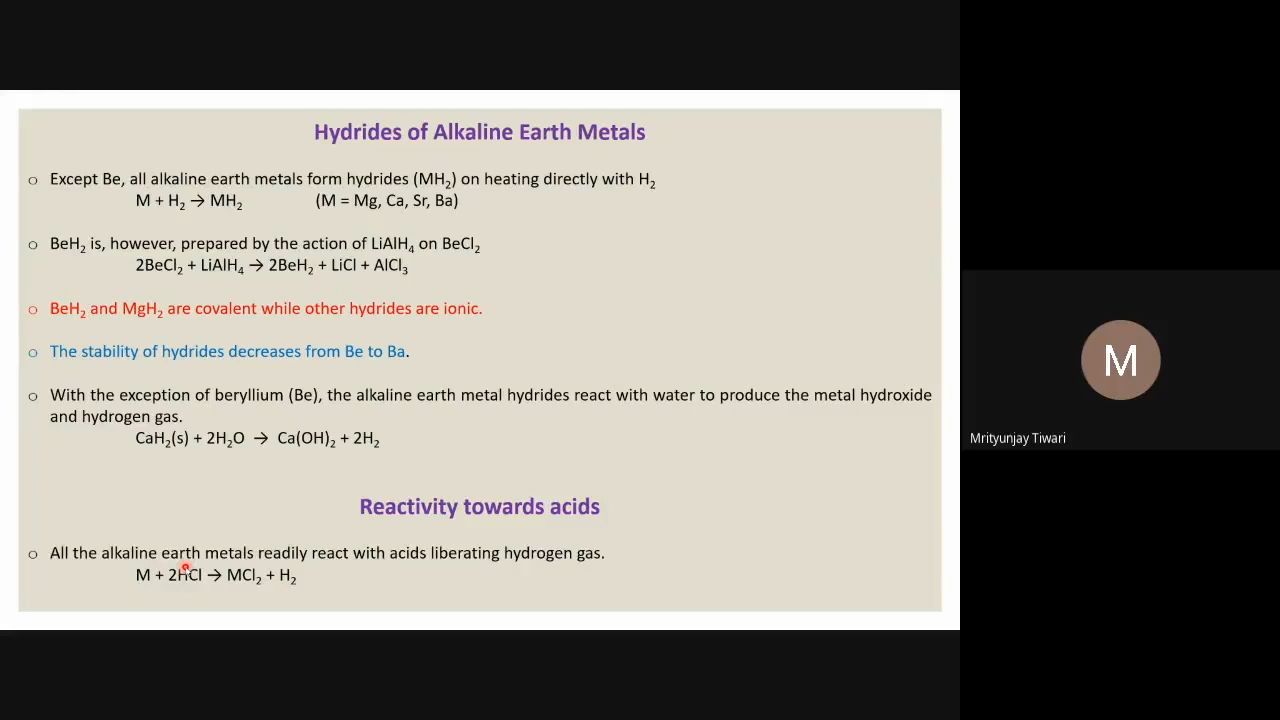 Hydrides of Alkaline Earth Metals
○ Except Be, all alkaline earth metals form hydrides (MH₂) on heating directly with H₂
M + H₂ → MH₂ (M = Mg, Ca, Sr, Ba)
○ BeH₂ is, however, prepared by the action of LiAlH₄ on BeCl₂
2BeCl₂ + LiAlH₄ → 2BeH₂ + LiCl + AlCl₃
○ BeH₂ and MgH₂ are covalent while other hydrides are ionic.
○ The stability of hydrides decreases from Be to Ba.
○ With the exception of beryllium (Be), the alkaline earth metal hydrides react with water to produce the metal hydroxide
and hydrogen gas.
CaH₂(s) + 2H₂O → Ca(OH)₂ + 2H₂
Reactivity towards acids
○ All the alkaline earth metals readily react with acids liberating hydrogen gas.
M + 2HCl → MCl₂ + H₂
M
Mrityunjay Tiwari